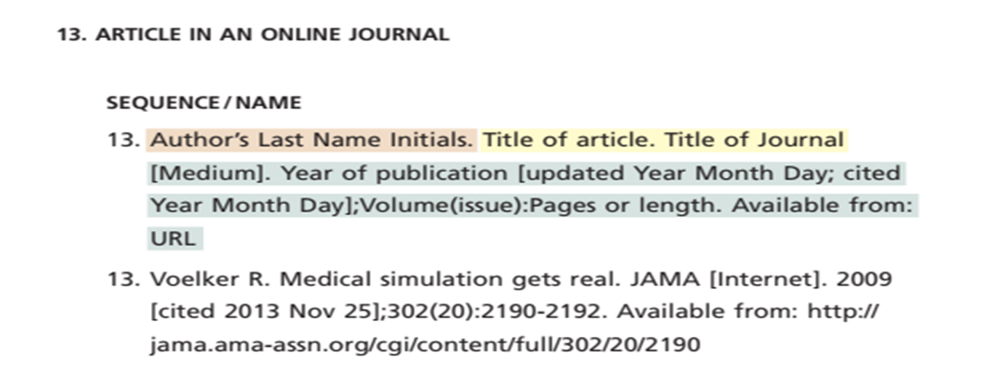 13. ARTICLE IN AN ONLINE JOURNAL
SEQUENCE/NAME
13. Author’s Last Name Initials. Title of article. Title of Journal
[Medium]. Year of publication [updated Year Month Day; cited
Year Month Day];Volume(issue):Pages or length. Available from:
URL
13. Voelker R. Medical simulation gets real. JAMA [Internet]. 2009
[cited 2013 Nov 25];302(20):2190-2192. Available from: http://
jama.ama-assn.org/cgi/content/full/302/20/2190